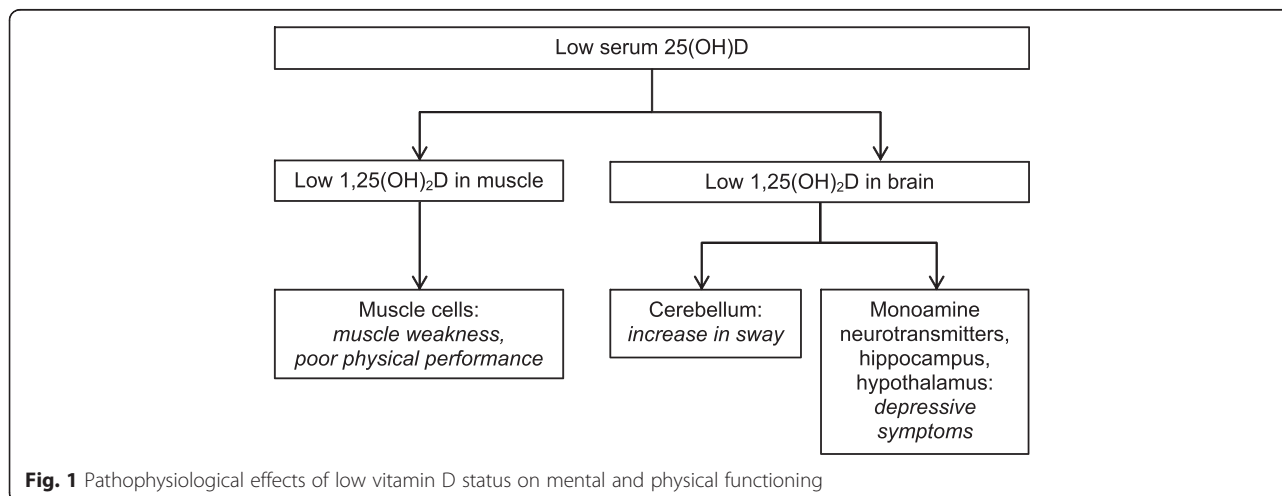 Low serum 25(OH)D
Low 1,25(OH)₂D in muscle
Low 1,25(OH)₂D in brain
Muscle cells:
muscle weakness,
poor physical performance
Cerebellum:
increase in sway
Monoamine
neurotransmitters,
hippocampus,
hypothalamus:
depressive
symptoms
Fig. 1 Pathophysiological effects of low vitamin D status on mental and physical functioning